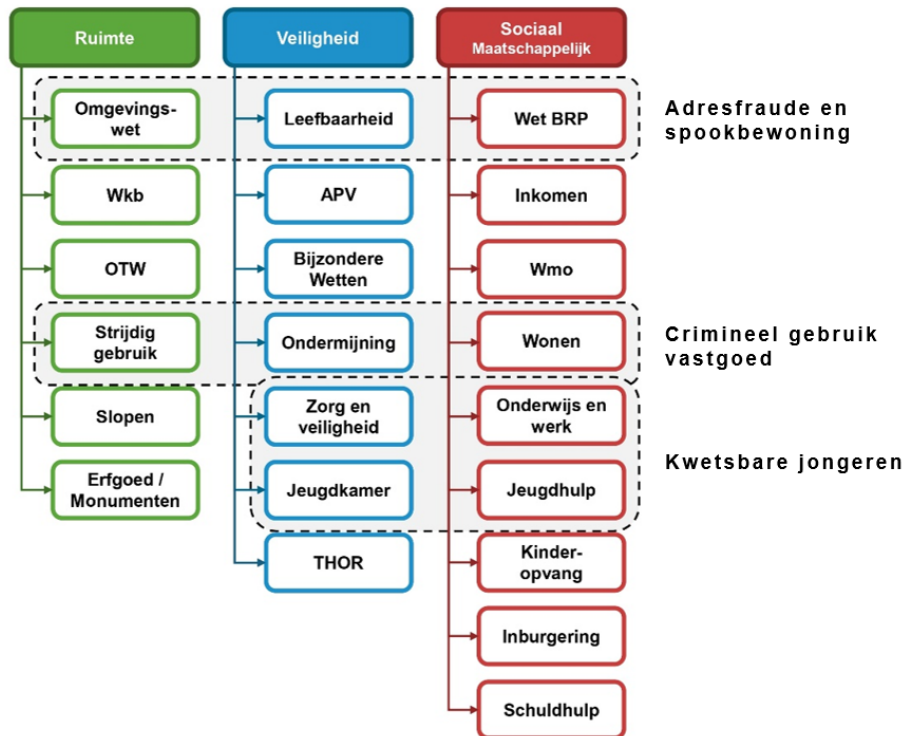 Ruimte
Veiligheid
Sociaal
Maatschappelijk
Omgevings-
wet
Leefbaarheid
Wet BRP
Adresfraude en
spookbewoning
Wkb
APV
Inkomen
OTW
Bijzondere
Wetten
Wmo
Strijdig
gebruik
Ondermijning
Wonen
Crimineel gebruik
vastgoed
Slopen
Zorg en
veiligheid
Onderwijs en
werk
Erfgoed /
Monumenten
Jeugdkamer
Jeugdhulp
Kwetsbare jongeren
THOR
Kinder-
opvang
Inburgering
Schuldhulp